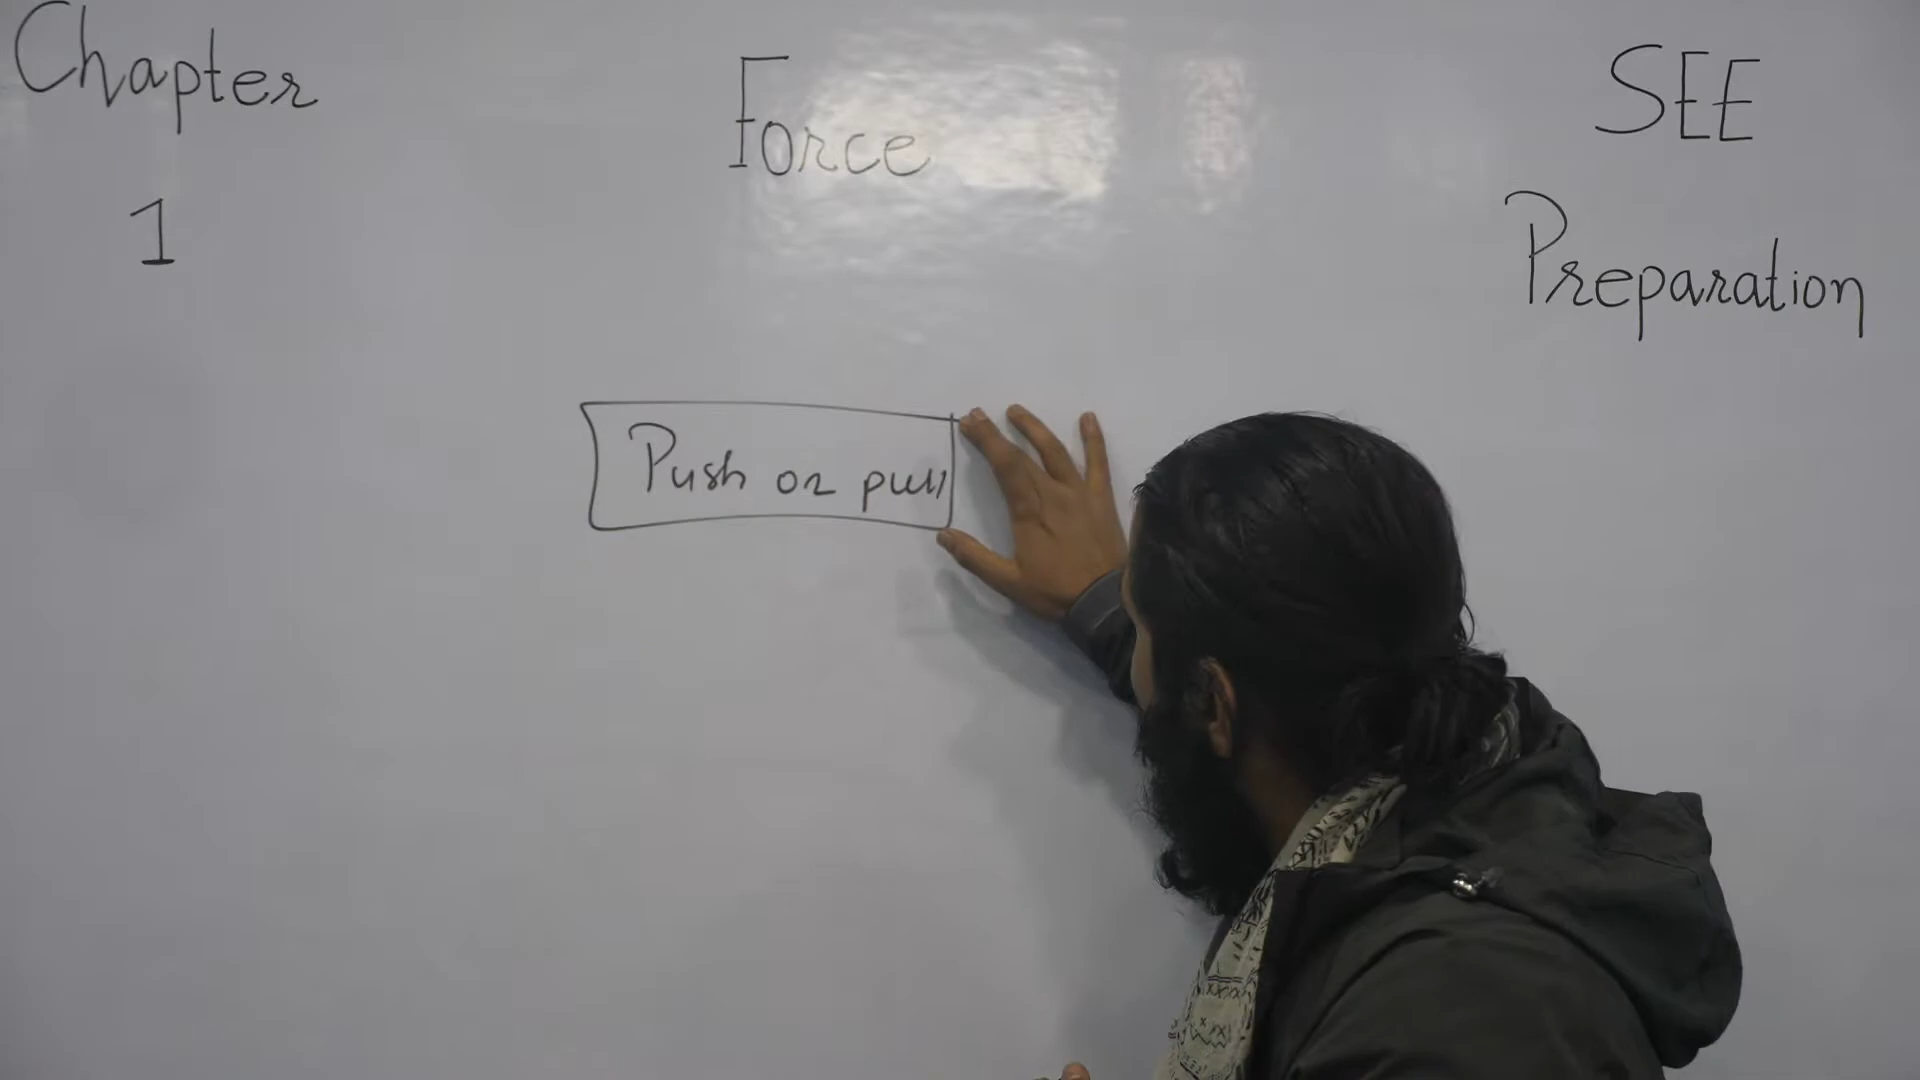 Chapter
1
Force
SEE
Preparation
Push or pull